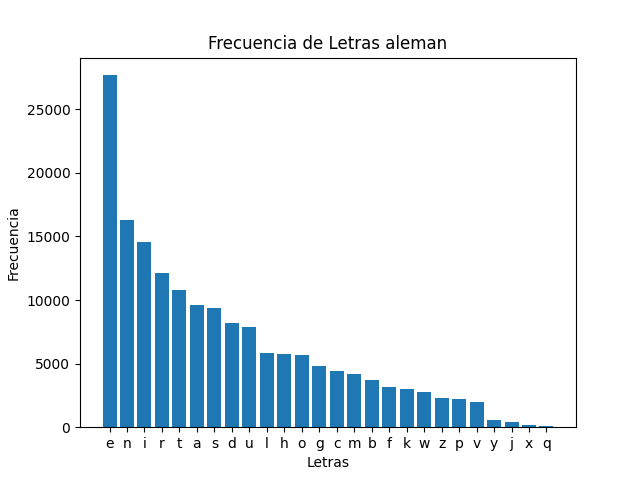 Frecuencia de Letras aleman
25000
20000
15000
10000
5000
0
Frecuencia
e n i r t a s d u l h o g c m b f k w z p v y j x q
Letras